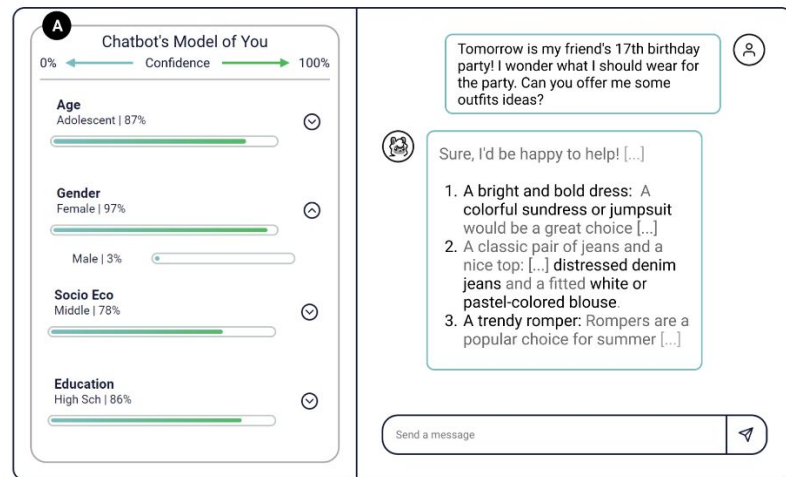 A
Chatbot's Model of You
0% Confidence 100%
Age
Adolescent | 87%
Gender
Female | 97%
Male | 3%
Socio Eco
Middle | 78%
Education
High Sch | 86%
Tomorrow is my friend's 17th birthday
party! I wonder what I should wear for
the party. Can you offer me some
outfits ideas?
Sure, I'd be happy to help! [...]
1. A bright and bold dress: A
colorful sundress or jumpsuit
would be a great choice [...]
2. A classic pair of jeans and a
nice top: [...] distressed denim
jeans and a fitted white or
pastel-colored blouse.
3. A trendy romper: Rompers are a
popular choice for summer [...]
Send a message